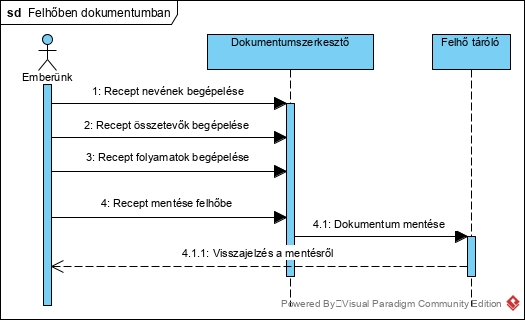 sd Felhőben dokumentumban
Dokumentumszerkesztő
Felhő tároló
Emberünk
1: Recept nevének begépelése
2: Recept összetevők begépelése
3: Recept folyamatok begépelése
4: Recept mentése felhőbe
4.1: Dokumentum mentése
4.1.1: Visszajelzés a mentésről
Powered By Visual Paradigm Community Edition